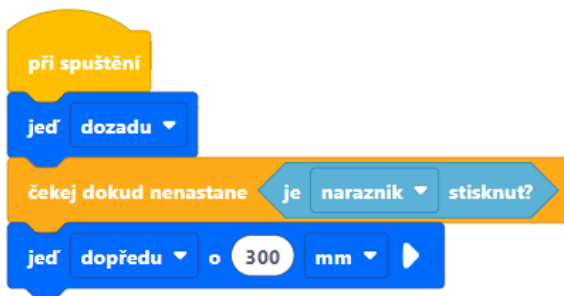 při spuštění
jeď dozadu
čekej dokud nenastane je naraznik stisknut?
jeď dopředu o 300 mm